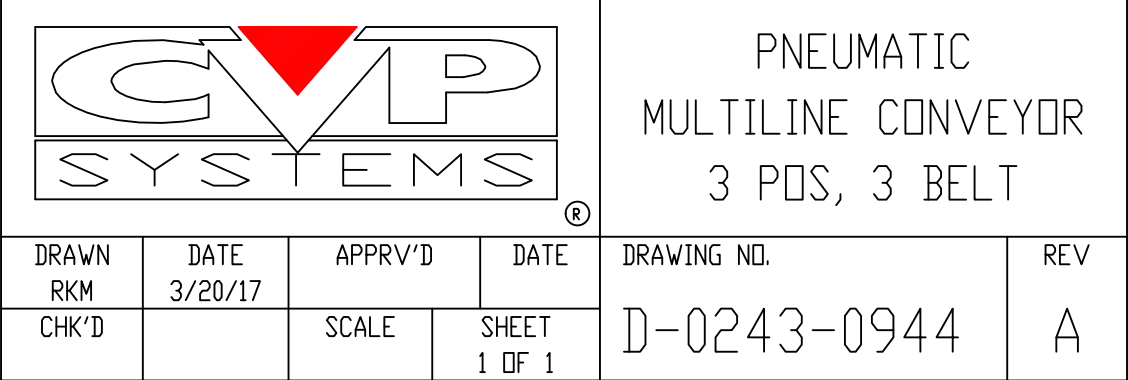 CVP
SYSTEMS
®
PNEUMATIC
MULTILINE CONVEYOR
3 POS, 3 BELT
DRAWN
RKM
DATE
3/20/17
APPRV'D
DATE
DRAWING NO.
D-0243-0944
REV
A
CHK'D
SCALE
SHEET
1 OF 1